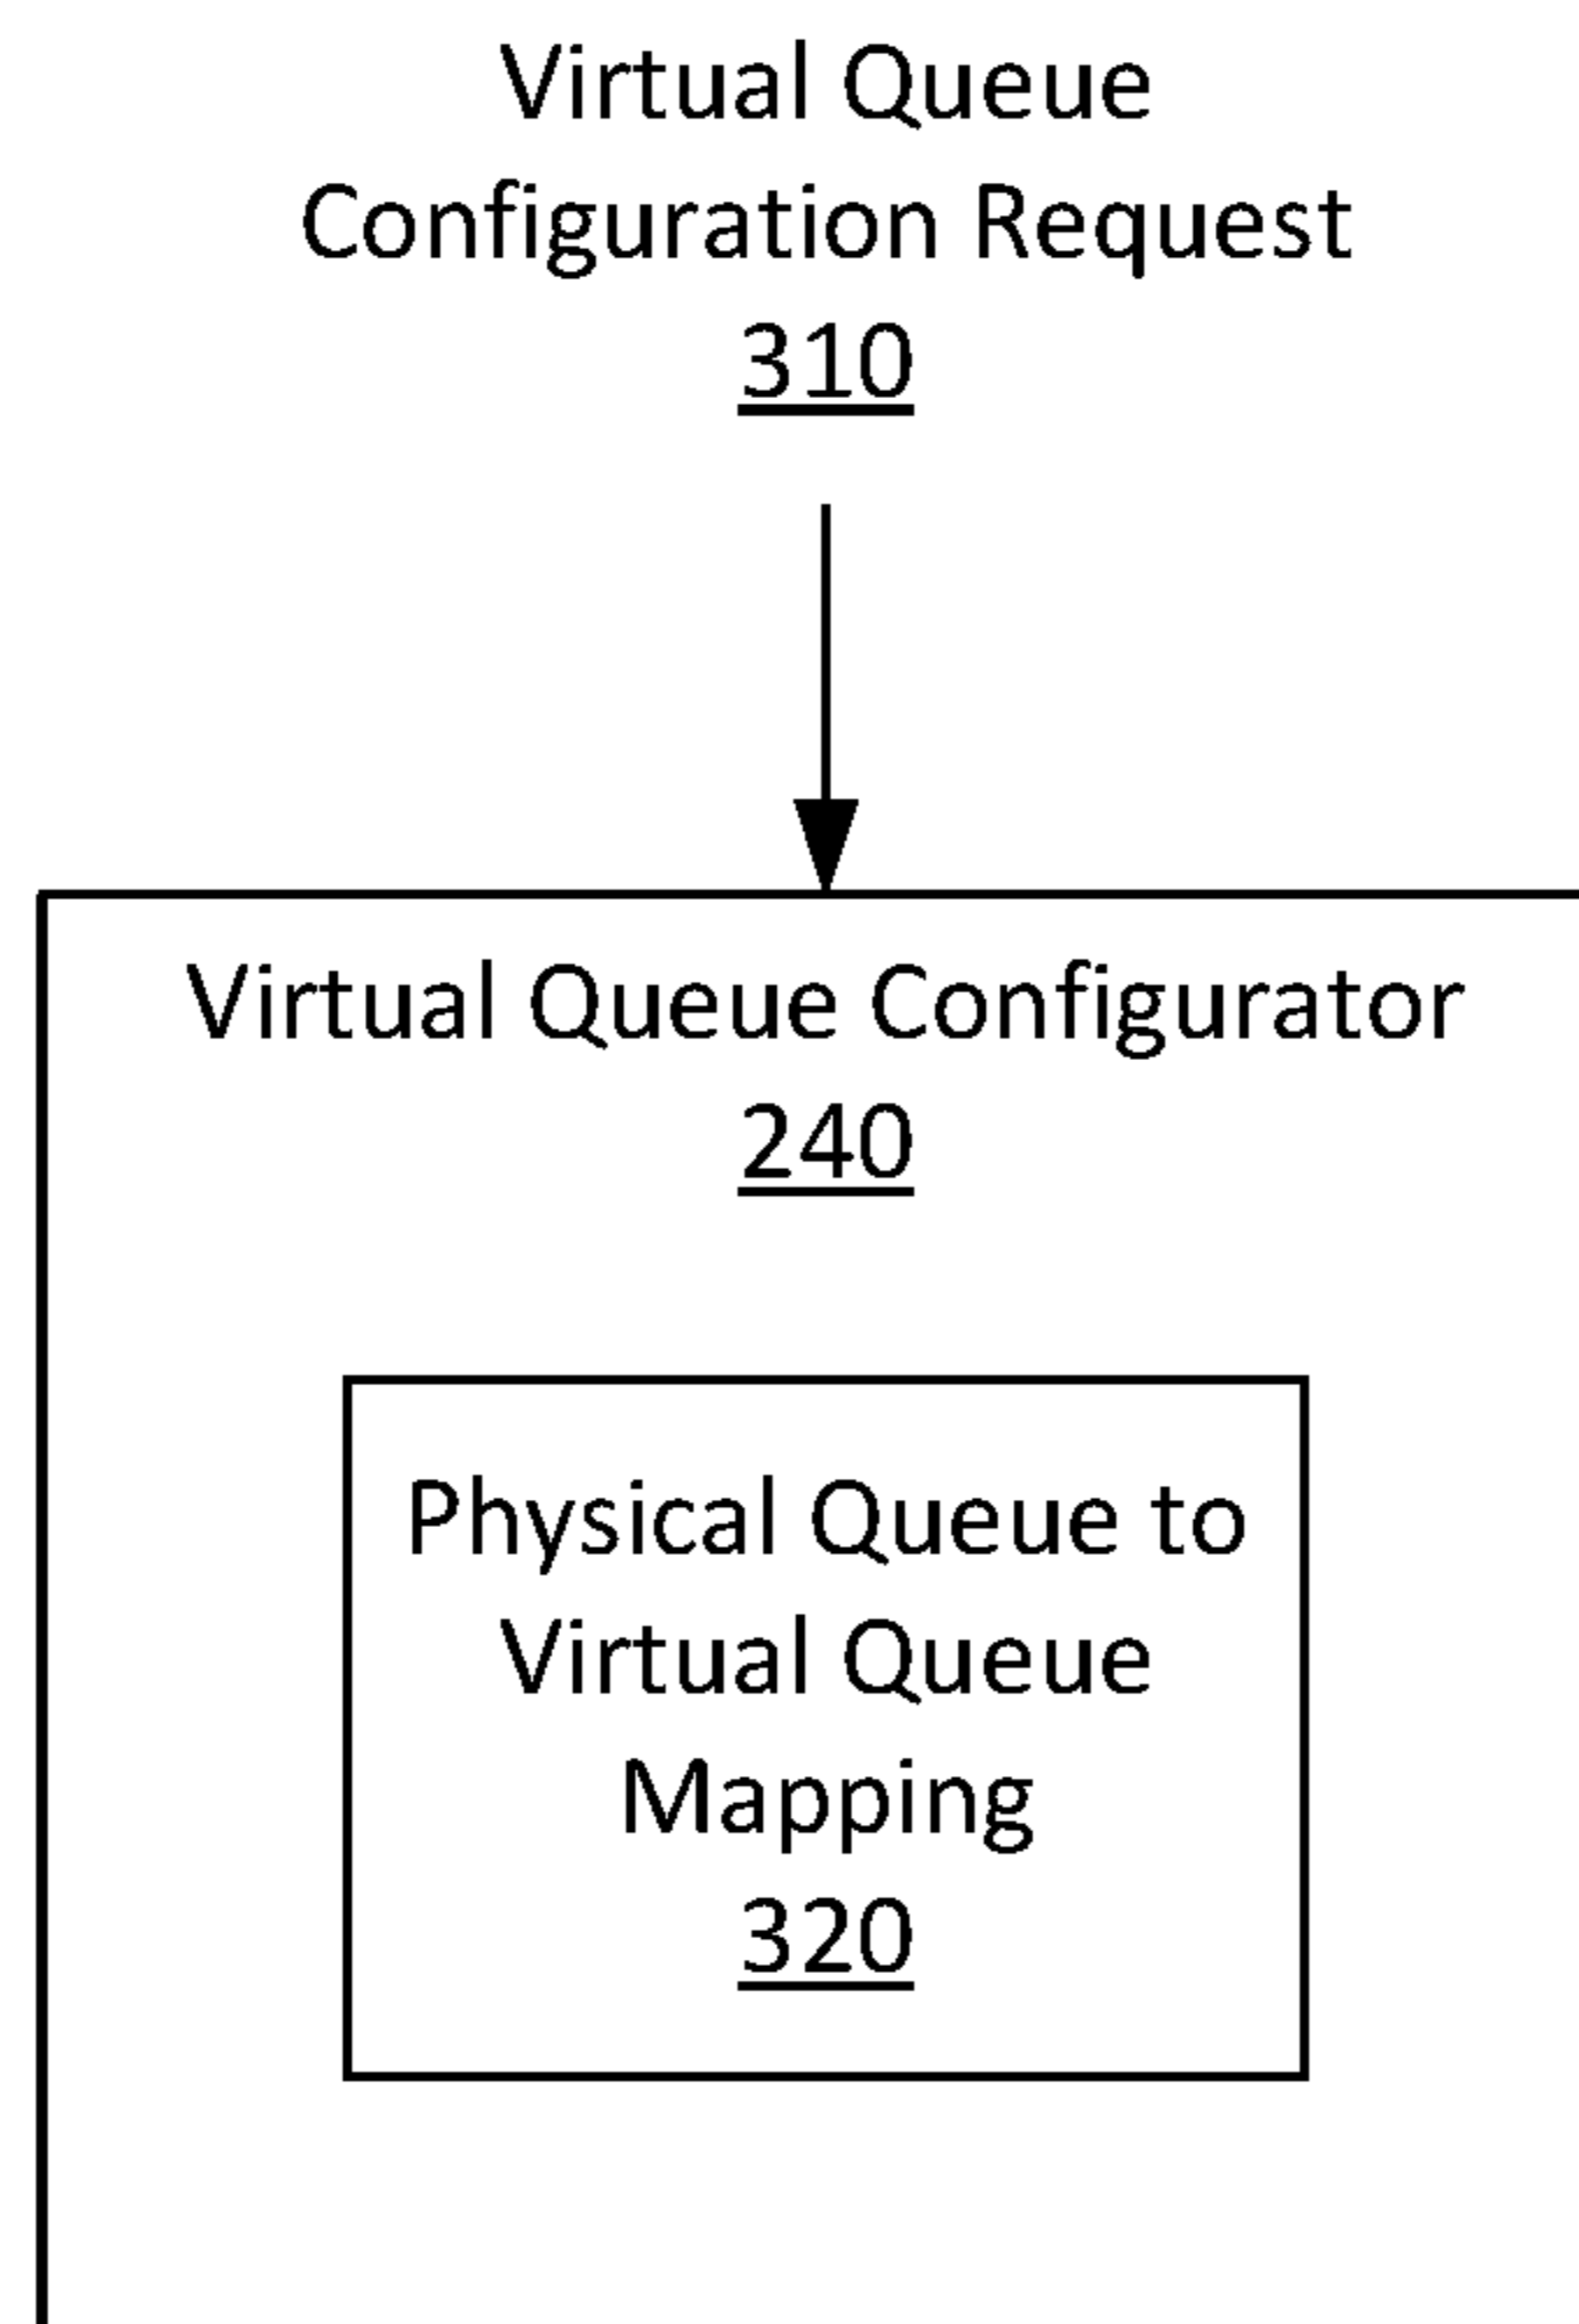 Virtual Queue
Configuration Request
310
Virtual Queue Configurator
240
Physical Queue to
Virtual Queue
Mapping
320